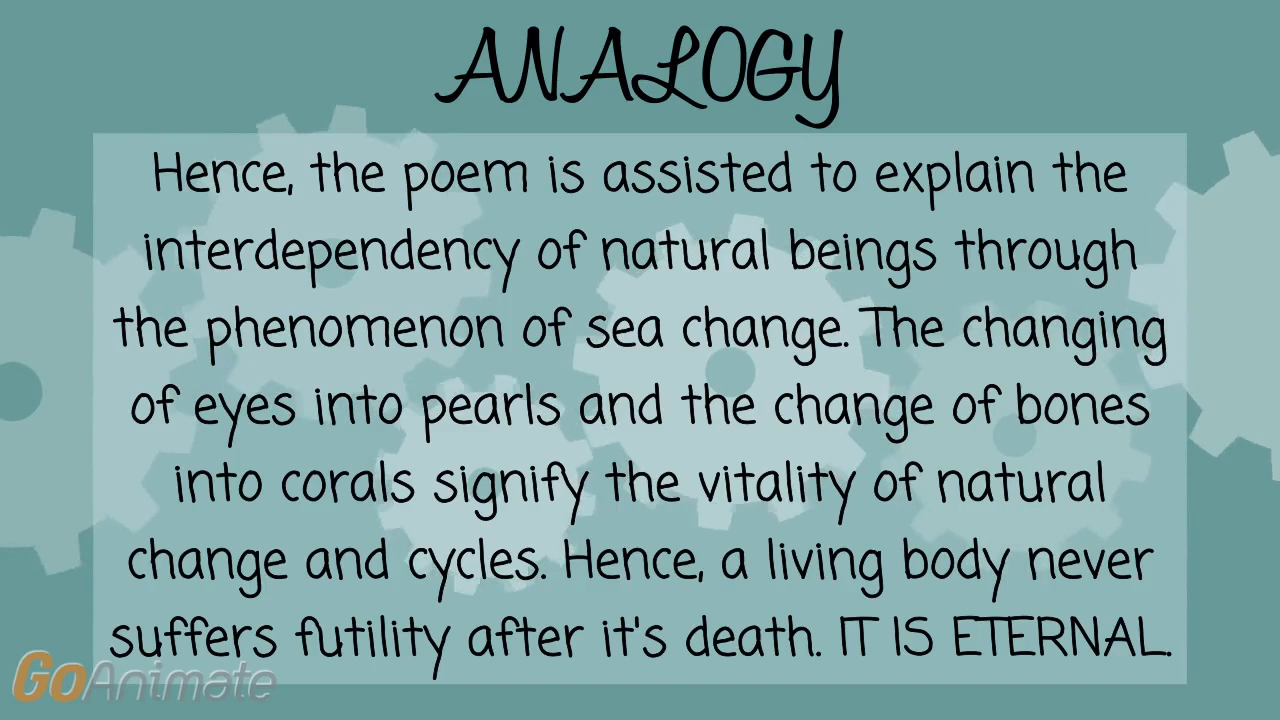 ANALOGY
Hence, the poem is assisted to explain the
interdependency of natural beings through
the phenomenon of sea change. The changing
of eyes into pearls and the change of bones
into corals signify the vitality of natural
change and cycles. Hence, a living body never
suffers futility after it's death. IT IS ETERNAL.
GoAnimate